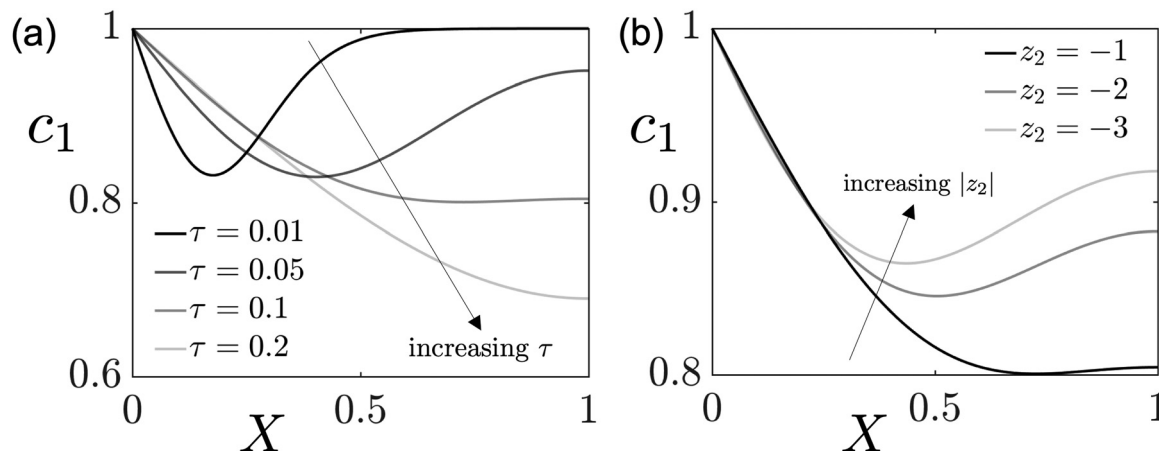 (a)
1
c₁
0.8
0.6
τ = 0.01
τ = 0.05
τ = 0.1
τ = 0.2
increasing τ
0
0.5
1
X
(b)
1
0.9
0.8
z₂ = −1
z₂ = −2
z₂ = −3
increasing |z₂|
c₁
0
0.5
1
X